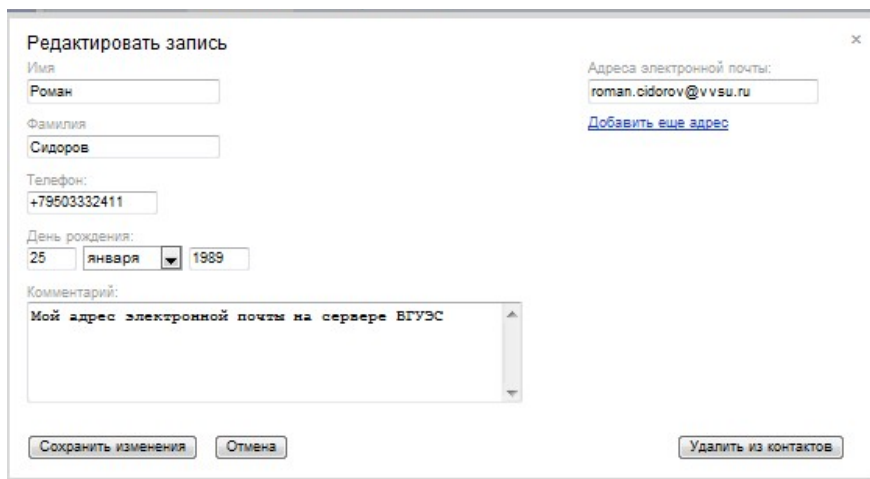 Редактировать запись
×
Имя
Роман
Фамилия
Сидоров
Телефон:
+79503332411
День рождения:
25 января 1989
Комментарий:
Мой адрес электронной почты на сервере ВГУЭС
Адреса электронной почты:
roman.cidorov@vvsu.ru
Добавить еще адрес
Сохранить изменения Отмена Удалить из контактов